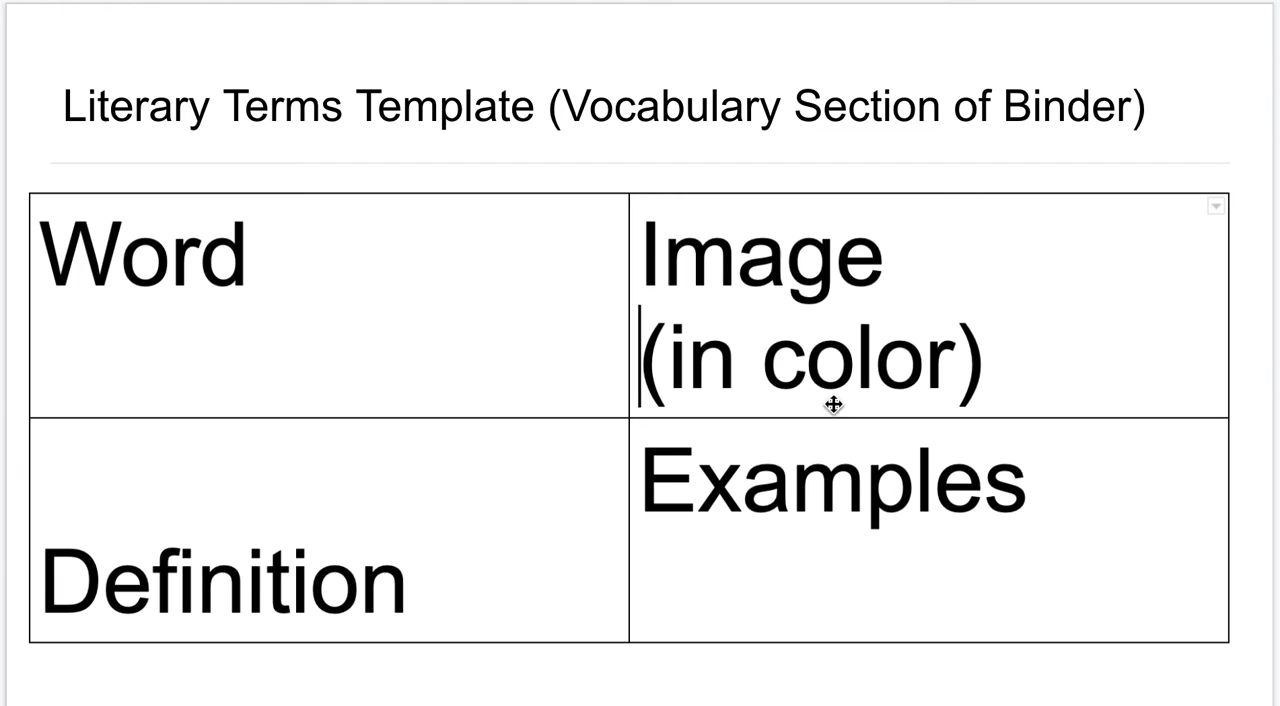 Literary Terms Template (Vocabulary Section of Binder)
Word
Image
(in color)
Definition
Examples